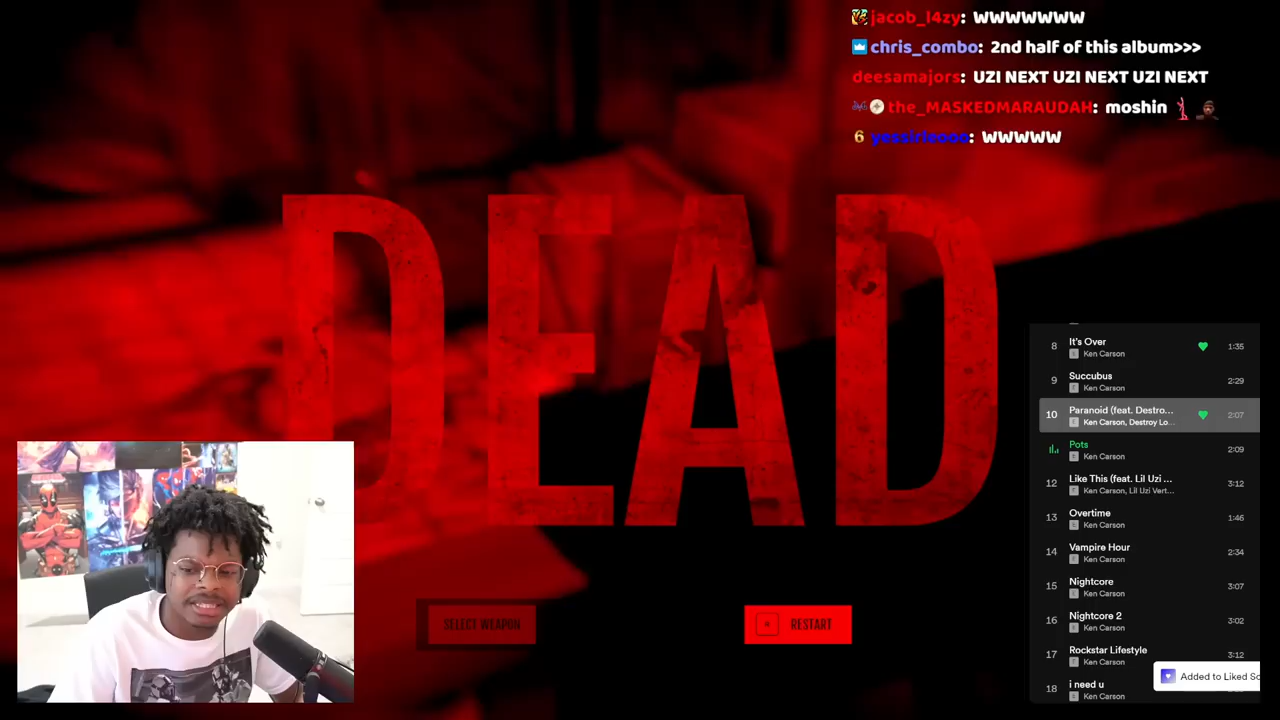 jacob_l4zy: WWWWWWW
chris_combo: 2nd half of this album>>>
deesamajors: UZI NEXT UZI NEXT UZI NEXT
the_MASKEDMARAUDAH: moshin
6 yessirleooo: WWWWW
DEAD
8 It's Over 1:35
E Ken Carson
9 Succubus 2:29
E Ken Carson
10 Paranoid (feat. Destro... 2:07
E Ken Carson, Destroy Lo...
Pots 2:09
E Ken Carson
12 Like This (feat. Lil Uzi ... 3:12
E Ken Carson, Lil Uzi Vert...
13 Overtime 1:46
E Ken Carson
14 Vampire Hour 2:34
E Ken Carson
15 Nightcore 3:07
E Ken Carson
16 Nightcore 2 3:02
E Ken Carson
17 Rockstar Lifestyle 3:12
E Ken Carson
18 i need u
E Ken Carson
Added to Liked So
SELECT WEAPON
RESTART